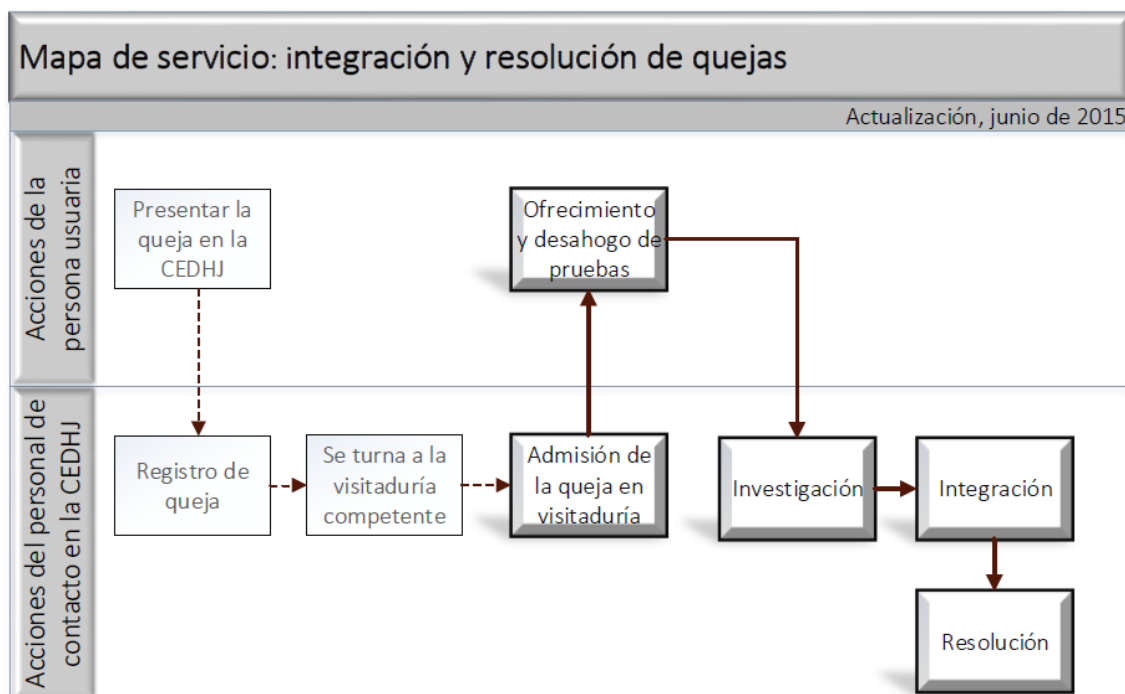 Mapa de servicio: integración y resolución de quejas
Actualización, junio de 2015
Acciones de la
persona usuaria
Presentar la
queja en la
CEDHJ
Ofrecimiento
y desahogo de
pruebas
Acciones del personal de
contacto en la CEDHJ
Registro de
queja
Se turna a la
visitaduría
competente
Admisión de
la queja en
visitaduría
Investigación
Integración
Resolución